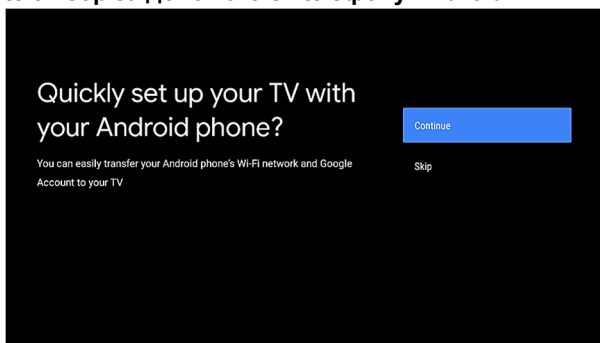 Quickly set up your TV with
your Android phone?
You can easily transfer your Android phone's Wi-Fi network and Google
Account to your TV
Continue
Skip